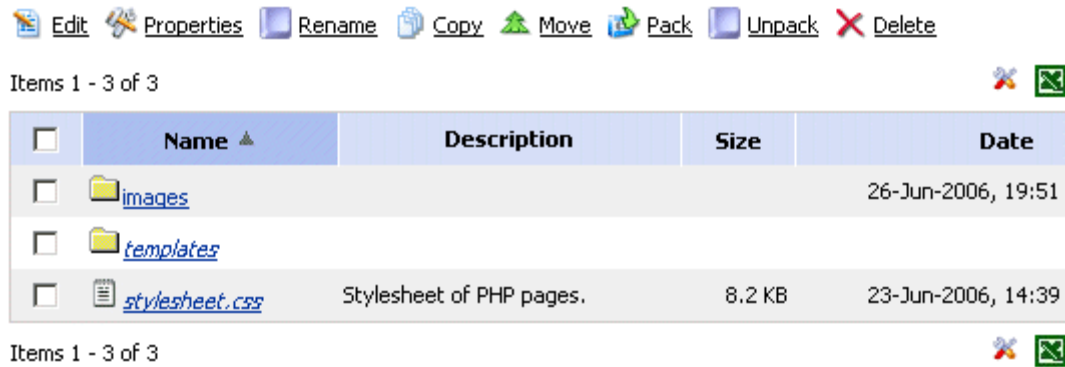 Edit Properties Rename Copy Move Pack Unpack Delete
Items 1 - 3 of 3
Name Description Size Date
images 26-Jun-2006, 19:51
templates
stylesheet.css Stylesheet of PHP pages. 8.2 KB 23-Jun-2006, 14:39
Items 1 - 3 of 3